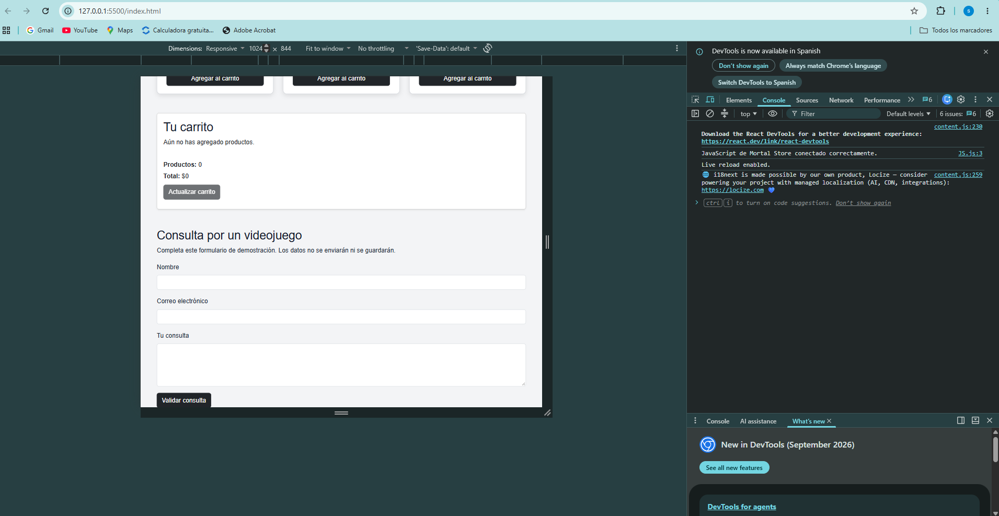 127.0.0.1:5500/index.html
S
Gmail
YouTube
Maps
Calculadora gratuita...
Adobe Acrobat
Todos los marcadores
Dimensions: Responsive 1024 × 844 Fit to window No throttling 'Save-Data': default
Agregar al carrito Agregar al carrito Agregar al carrito
Tu carrito
Aún no has agregado productos.
Productos: 0
Total: $0
Actualizar carrito
Consulta por un videojuego
Completa este formulario de demostración. Los datos no se enviarán ni se guardarán.
Nombre
Correo electrónico
Tu consulta
Validar consulta
DevTools is now available in Spanish
Don't show again Always match Chrome's language
Switch DevTools to Spanish
Elements Console Sources Network Performance 6
top Filter Default levels 6 issues: 6
content.js:230
Download the React DevTools for a better development experience:
https://react.dev/link/react-devtools
JavaScript de Mortal Store conectado correctamente. JS.js:3
Live reload enabled.
🌐 i18next is made possible by our own product, Locize — consider content.js:259
powering your project with managed localization (AI, CDN, integrations):
https://locize.com 💙
ctrl i to turn on code suggestions. Don't show again
Console AI assistance What's new
New in DevTools (September 2026)
See all new features
DevTools for agents